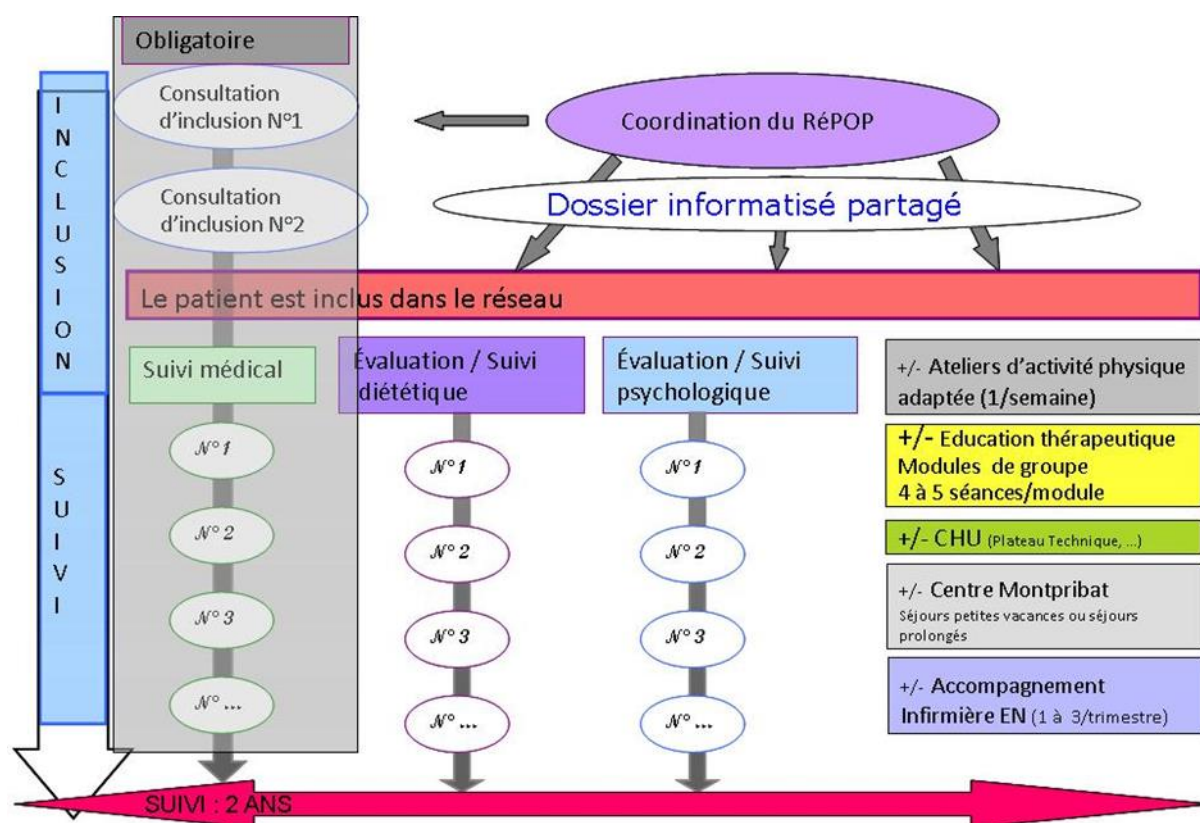 Obligatoire
INCLUSION
Consultation
d'inclusion N°1
Coordination du RéPOP
Consultation
d'inclusion N°2
Dossier informatisé partagé
Le patient est inclus dans le réseau
SUIVI
Suivi médical
N° 1
N° 2
N° 3
N° ...
Évaluation / Suivi
diététique
N° 1
N° 2
N° 3
N° ...
Évaluation / Suivi
psychologique
N° 1
N° 2
N° 3
N° ...
+/- Ateliers d'activité physique
adaptée (1/semaine)
+/- Education thérapeutique
Modules de groupe
4 à 5 séances/module
+/- CHU (Plateau Technique, ...)
+/- Centre Montpribat
Séjours petites vacances ou séjours
prolongés
+/- Accompagnement
Infirmière EN (1 à 3/trimestre)
SUIVI : 2 ANS